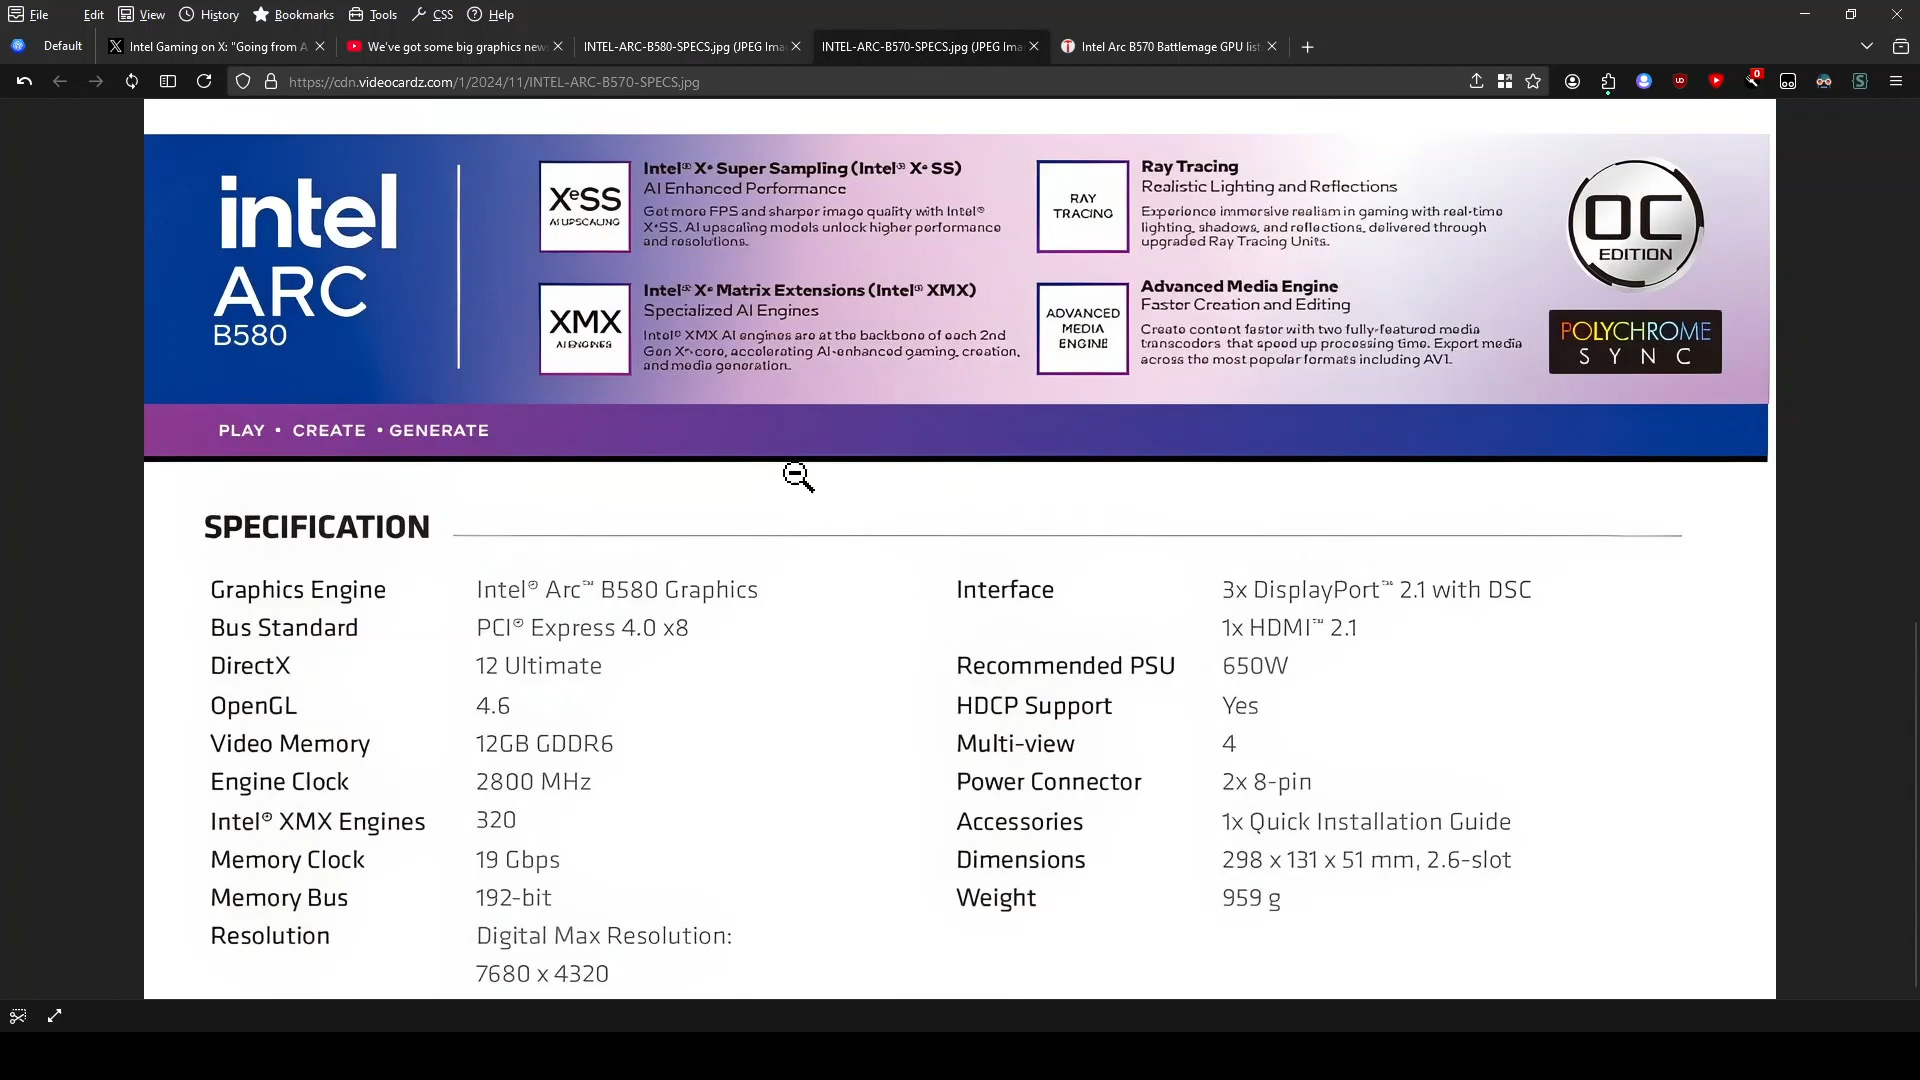 File Edit View History Bookmarks Tools CSS Help
Default Intel Gaming on X: "Going from A We've got some big graphics new INTEL-ARC-B580-SPECS.jpg (JPEG Ima INTEL-ARC-B570-SPECS.jpg (JPEG Ima Intel Arc B570 Battlemage GPU list
https://cdn.videocardz.com/1/2024/11/INTEL-ARC-B570-SPECS.jpg
0
intel
ARC
B580
XeSS
AI UPSCALING
Intel® Xe Super Sampling (Intel® Xe SS)
AI Enhanced Performance
Get more FPS and sharper image quality with Intel®
Xe SS. AI upscaling models unlock higher performance
and resolutions.
RAY
TRACING
Ray Tracing
Realistic Lighting and Reflections
Experience immersive realism in gaming with real-time
lighting, shadows, and reflections, delivered through
upgraded Ray Tracing Units.
OC
EDITION
XMX
AI ENGINES
Intel® Xe Matrix Extensions (Intel® XMX)
Specialized AI Engines
Intel® XMX AI engines are at the backbone of each 2nd
Gen Xe-core, accelerating AI-enhanced gaming, creation,
and media generation.
ADVANCED
MEDIA
ENGINE
Advanced Media Engine
Faster Creation and Editing
Create content faster with two fully-featured media
transcoders that speed up processing time. Export media
across the most popular formats including AV1.
POLYCHROME
SYNC
PLAY • CREATE • GENERATE
SPECIFICATION
Graphics Engine Intel® Arc™ B580 Graphics
Bus Standard PCI® Express 4.0 x8
DirectX 12 Ultimate
OpenGL 4.6
Video Memory 12GB GDDR6
Engine Clock 2800 MHz
Intel® XMX Engines 320
Memory Clock 19 Gbps
Memory Bus 192-bit
Resolution Digital Max Resolution:
7680 x 4320
Interface 3x DisplayPort™ 2.1 with DSC
1x HDMI™ 2.1
Recommended PSU 650W
HDCP Support Yes
Multi-view 4
Power Connector 2x 8-pin
Accessories 1x Quick Installation Guide
Dimensions 298 x 131 x 51 mm, 2.6-slot
Weight 959 g